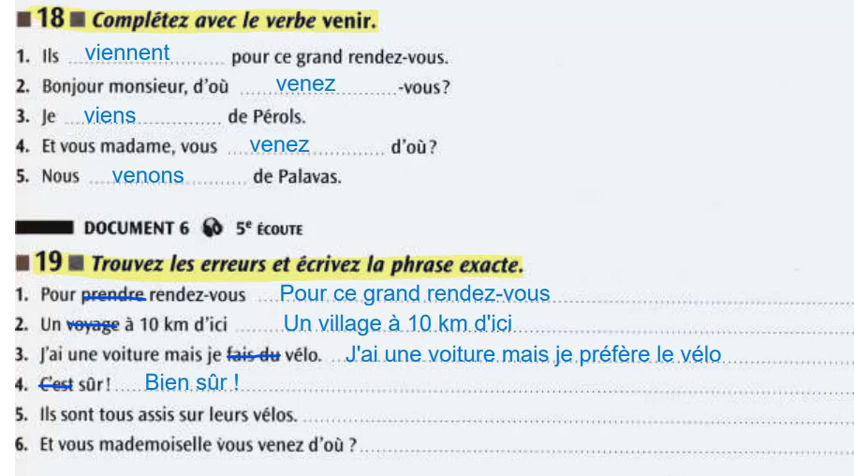 18 Complétez avec le verbe venir.
1. Ils viennent pour ce grand rendez-vous.
2. Bonjour monsieur, d'où venez -vous ?
3. Je viens de Pérols.
4. Et vous madame, vous venez d'où ?
5. Nous venons de Palavas.
DOCUMENT 6 5e ÉCOUTE
19 Trouvez les erreurs et écrivez la phrase exacte.
1. Pour prendre rendez-vous Pour ce grand rendez-vous
2. Un voyage à 10 km d'ici Un village à 10 km d'ici
3. J'ai une voiture mais je fais du vélo. J'ai une voiture mais je préfère le vélo
4. C'est sûr ! Bien sûr !
5. Ils sont tous assis sur leurs vélos.
6. Et vous mademoiselle vous venez d'où ?